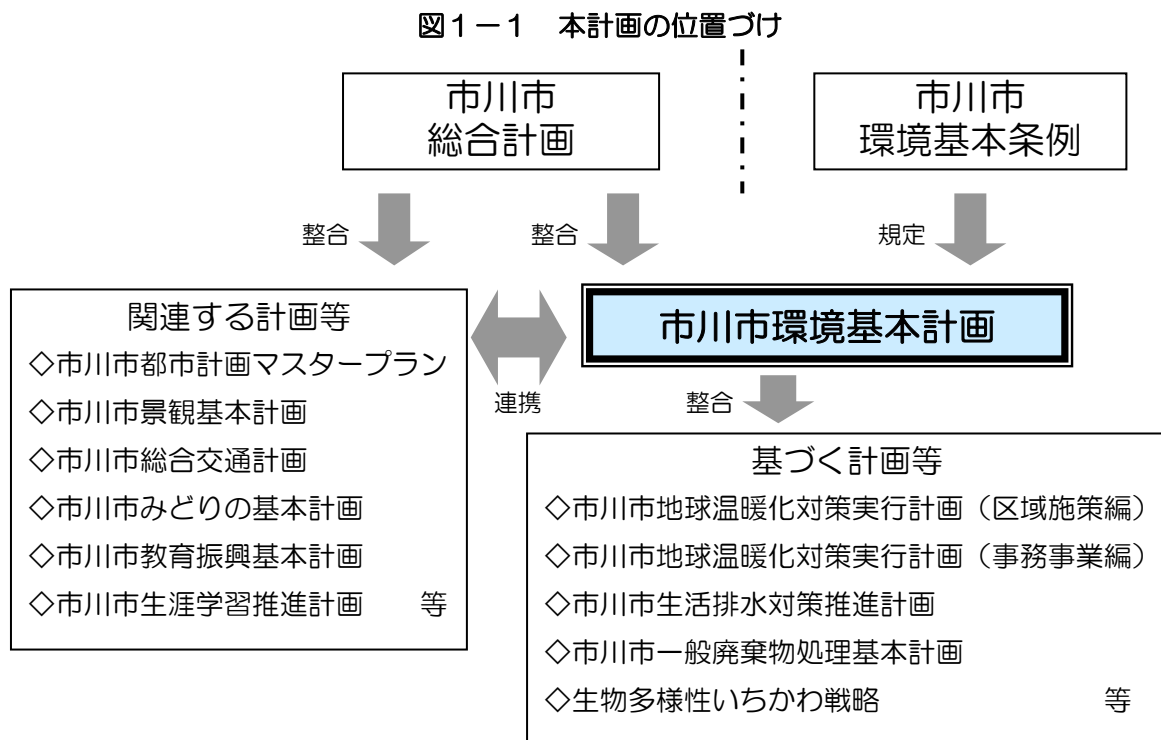 図1－1 本計画の位置づけ
市川市
総合計画
市川市
環境基本条例
整合
整合
規定
関連する計画等
◇市川市都市計画マスタープラン
◇市川市景観基本計画
◇市川市総合交通計画
◇市川市みどりの基本計画
◇市川市教育振興基本計画
◇市川市生涯学習推進計画 等
連携
市川市環境基本計画
整合
基づく計画等
◇市川市地球温暖化対策実行計画（区域施策編）
◇市川市地球温暖化対策実行計画（事務事業編）
◇市川市生活排水対策推進計画
◇市川市一般廃棄物処理基本計画
◇生物多様性いちかわ戦略 等